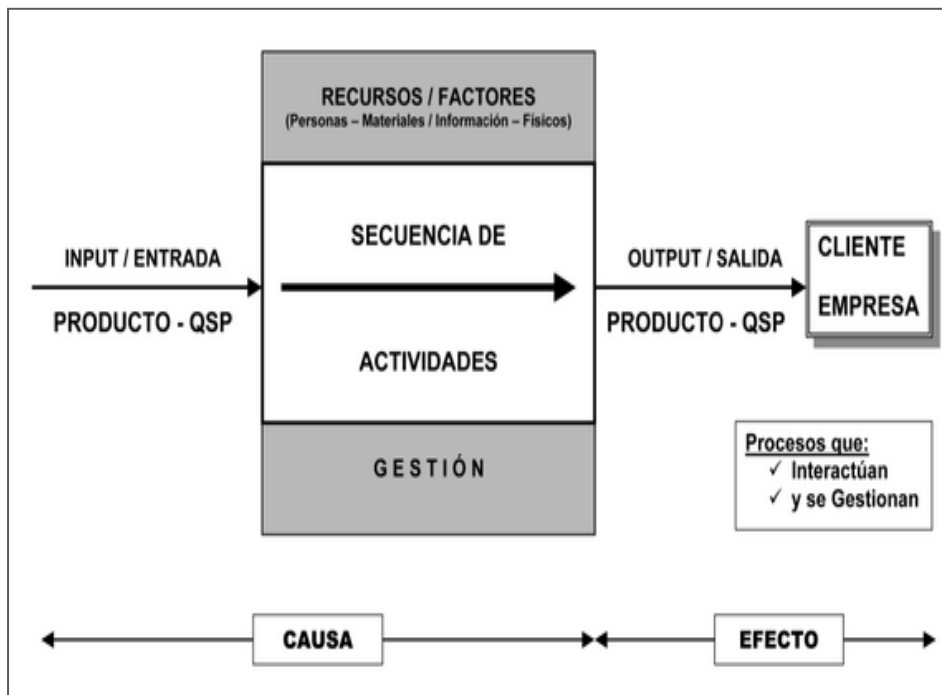 RECURSOS / FACTORES
(Personas – Materiales / Información – Físicos)
SECUENCIA DE
ACTIVIDADES
GESTIÓN
INPUT / ENTRADA
PRODUCTO - QSP
OUTPUT / SALIDA
PRODUCTO - QSP
CLIENTE
EMPRESA
Procesos que:
✓ Interactúan
✓ y se Gestionan
CAUSA
EFECTO